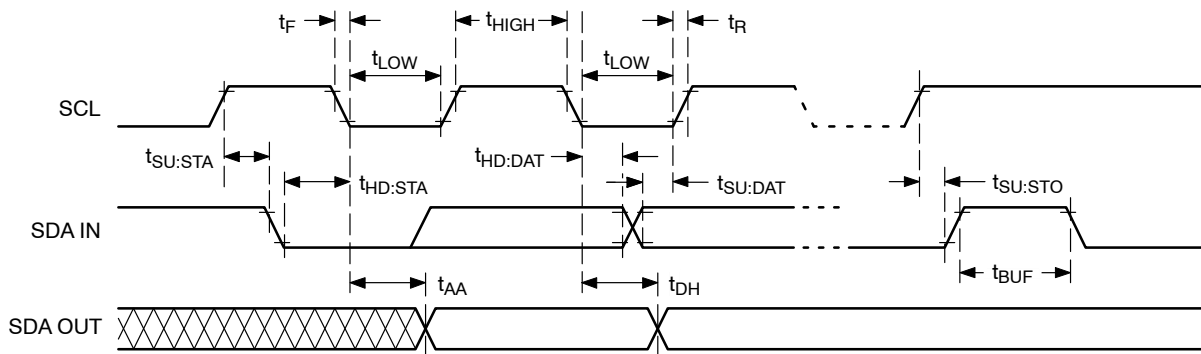 tF
tHIGH
tR
tLOW
tLOW
SCL
tSU:STA
tHD:STA
tHD:DAT
tSU:DAT
tSU:STO
SDA IN
tAA
tDH
tBUF
SDA OUT